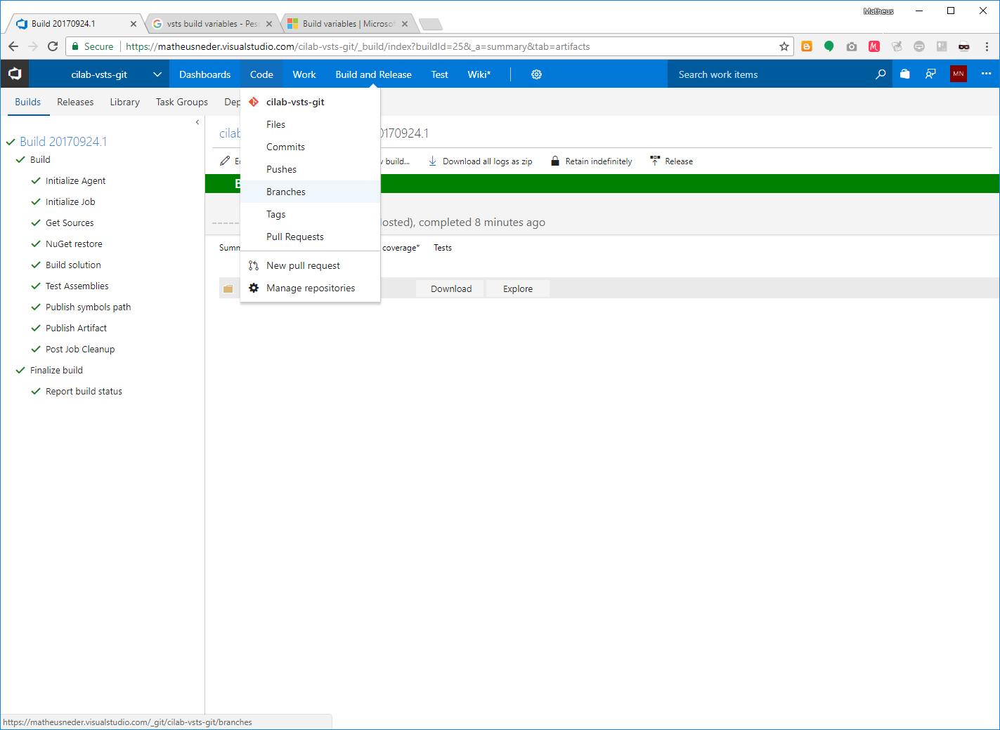 Matheus
Build 20170924.1
vsts build variables - Pes
Build variables | Microsof
Secure
https://matheusneder.visualstudio.com/cilab-vsts-git/_build/index?buildId=25&_a=summary&tab=artifacts
cilab-vsts-git
Dashboards
Code
Work
Build and Release
Test
Wiki*
Search work items
MN
Builds
Releases
Library
Task Groups
Dep
cilab-vsts-git
Files
Commits
Pushes
Branches
Tags
Pull Requests
New pull request
Manage repositories
Build 20170924.1
Build
Initialize Agent
Initialize Job
Get Sources
NuGet restore
Build solution
Test Assemblies
Publish symbols path
Publish Artifact
Post Job Cleanup
Finalize build
Report build status
cilab
0170924.1
build...
Download all logs as zip
Retain indefinitely
Release
losted), completed 8 minutes ago
Summ
coverage*
Tests
Download
Explore
https://matheusneder.visualstudio.com/_git/cilab-vsts-git/branches